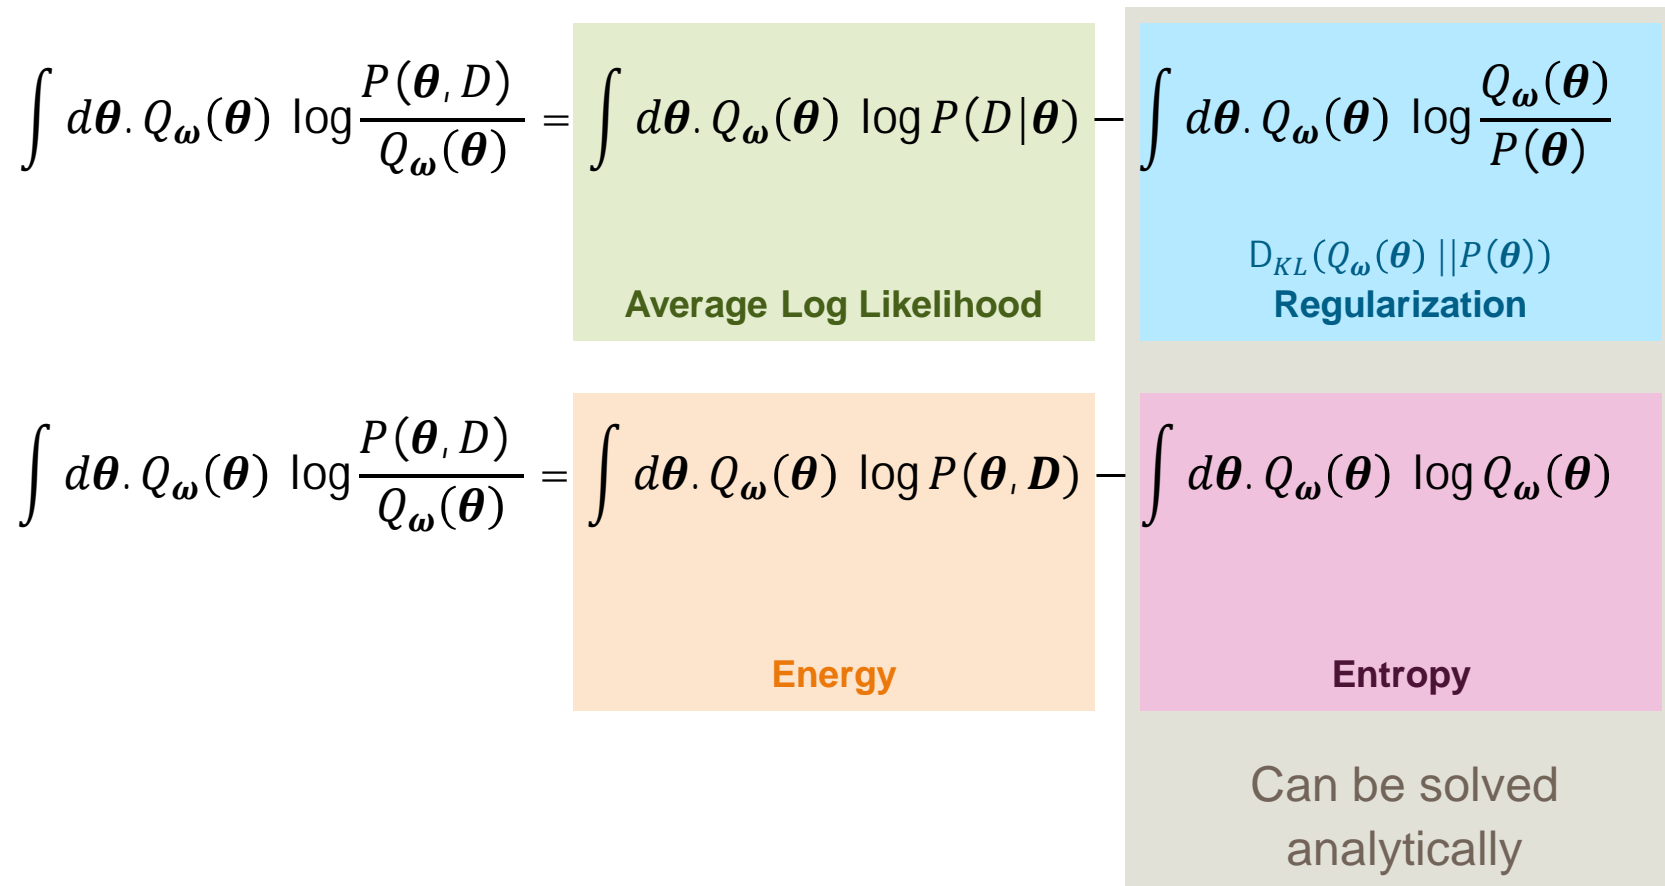 ∫ d𝜽. Q_𝝎(𝜽) log P(𝜽, D)/Q_𝝎(𝜽) = ∫ d𝜽. Q_𝝎(𝜽) log P(D|𝜽) − ∫ d𝜽. Q_𝝎(𝜽) log Q_𝝎(𝜽)/P(𝜽)
D_KL(Q_𝝎(𝜽) ||P(𝜽))
Average Log Likelihood
Regularization
∫ d𝜽. Q_𝝎(𝜽) log P(𝜽, D)/Q_𝝎(𝜽) = ∫ d𝜽. Q_𝝎(𝜽) log P(𝜽, 𝑫) − ∫ d𝜽. Q_𝝎(𝜽) log Q_𝝎(𝜽)
Energy
Entropy
Can be solved
analytically